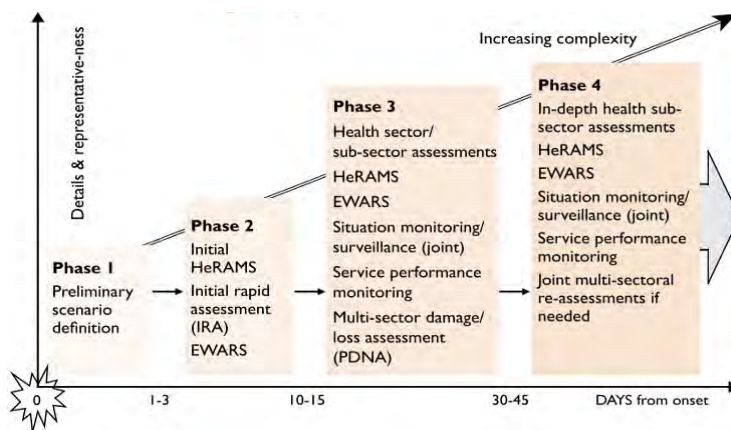 Increasing complexity
Details & representative-ness
Phase 1
Preliminary
scenario
definition
Phase 2
Initial
HeRAMS
Initial rapid
assessment
(IRA)
EWARS
Phase 3
Health sector/
sub-sector assessments
HeRAMS
EWARS
Situation monitoring/
surveillance (joint)
Service performance
monitoring
Multi-sector damage/
loss assessment
(PDNA)
Phase 4
In-depth health sub-
sector assessments
HeRAMS
EWARS
Situation monitoring/
surveillance (joint)
Service performance
monitoring
Joint multi-sectoral
re-assessments if
needed
0 1-3 10-15 30-45 DAYS from onset